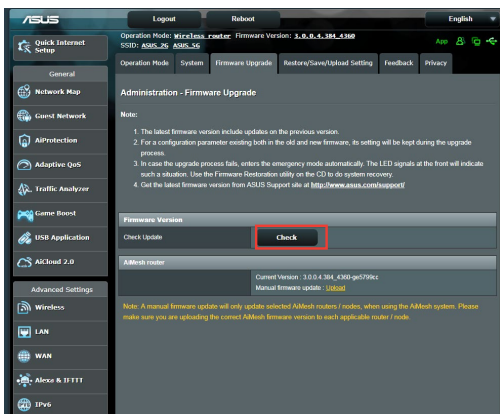 ASUS
Logout
Reboot
English
Quick Internet
Setup
Operation Mode: Wireless router Firmware Version: 3.0.0.4.384_4360
SSID: ASUS_2G ASUS_5G
App
Operation Mode
System
Firmware Upgrade
Restore/Save/Upload Setting
Feedback
Privacy
General
Network Map
Guest Network
AiProtection
Adaptive QoS
Traffic Analyzer
Game Boost
USB Application
AiCloud 2.0
Advanced Settings
Wireless
LAN
WAN
Alexa & IFTTT
IPv6
Administration - Firmware Upgrade
Note:
1. The latest firmware version include updates on the previous version.
2. For a configuration parameter existing both in the old and new firmware, its setting will be kept during the upgrade
process.
3. In case the upgrade process fails, enters the emergency mode automatically. The LED signals at the front will indicate
such a situation. Use the Firmware Restoration utility on the CD to do system recovery.
4. Get the latest firmware version from ASUS Support site at http://www.asus.com/support/
Firmware Version
Check Update
Check
AiMesh router
Current Version : 3.0.0.4.384_4360-ge5799cc
Manual firmware update : Upload
Note: A manual firmware update will only update selected AiMesh routers / nodes, when using the AiMesh system. Please
make sure you are uploading the correct AiMesh firmware version to each applicable router / node.